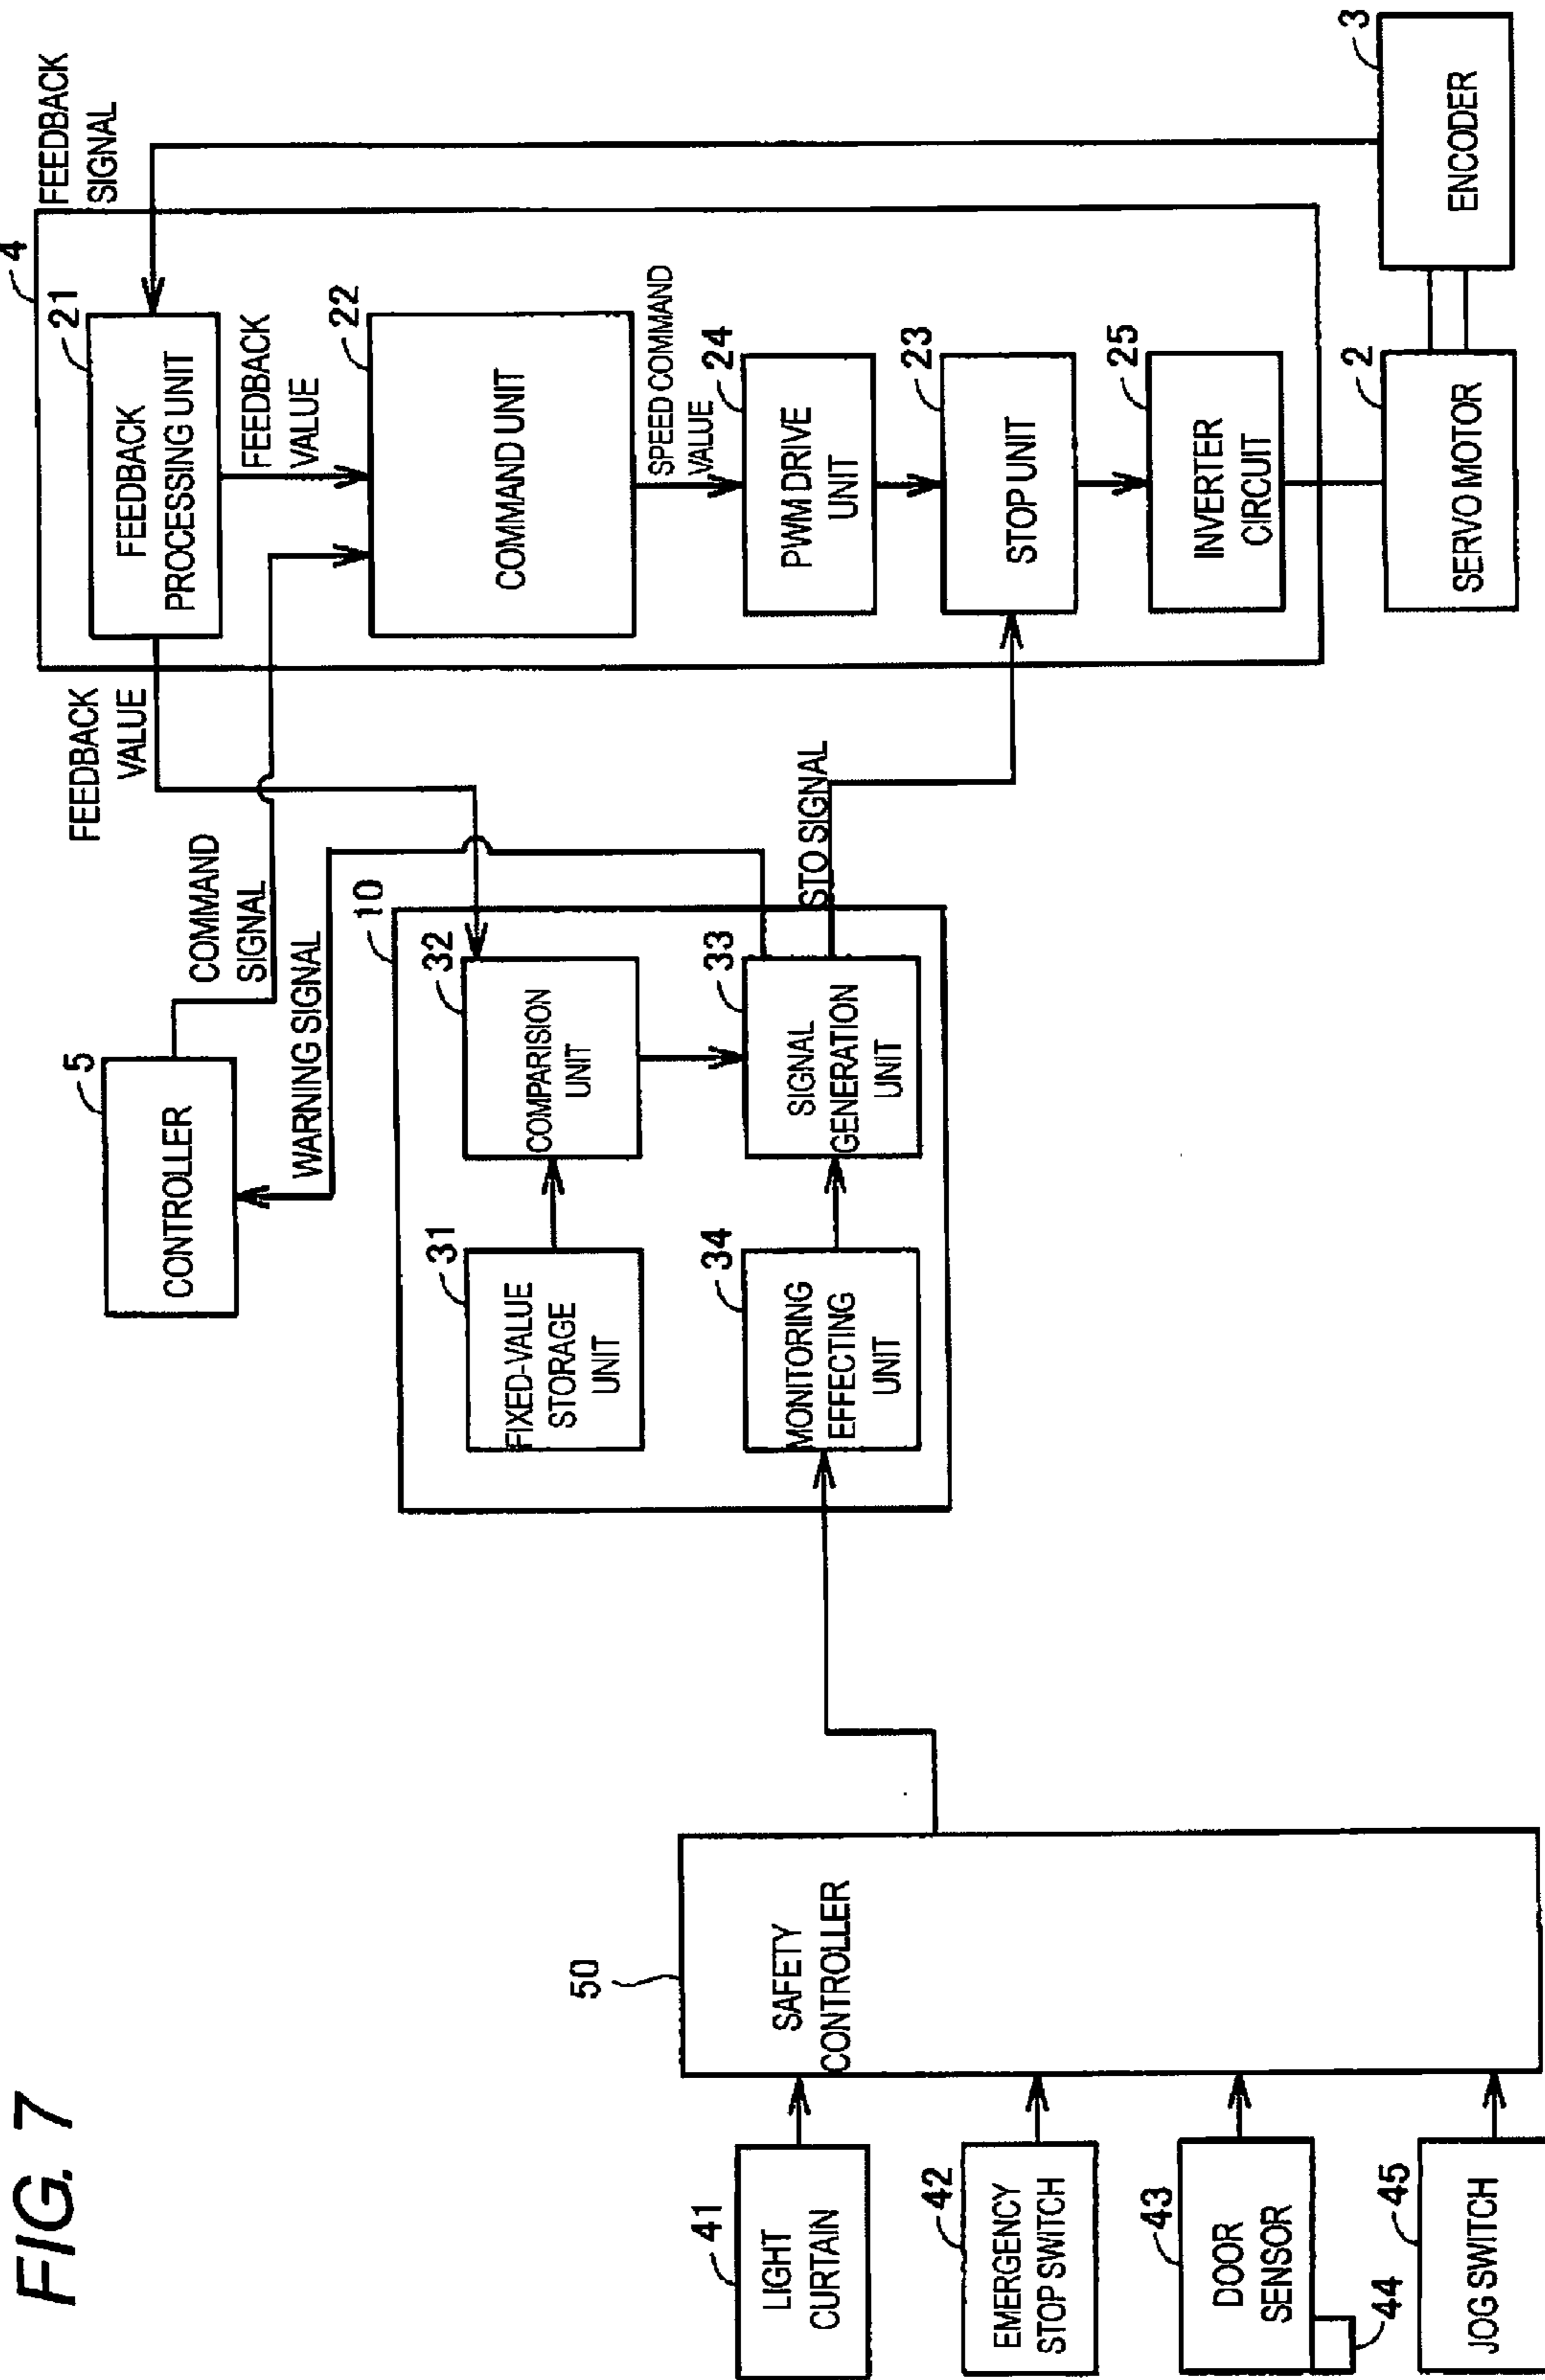 FIG. 7
41
LIGHT
CURTAIN
42
EMERGENCY
STOP SWITCH
43
DOOR
SENSOR
44
45
JOG SWITCH
50
SAFETY
CONTROLLER
5
CONTROLLER
WARNING SIGNAL
COMMAND
SIGNAL
FEEDBACK
VALUE
10
31
FIXED-VALUE
STORAGE
UNIT
32
COMPARISION
UNIT
34
MONITORING
EFFECTING
UNIT
33
SIGNAL
GENERATION
UNIT
STO SIGNAL
4
FEEDBACK
SIGNAL
21
FEEDBACK
PROCESSING UNIT
FEEDBACK
VALUE
22
COMMAND UNIT
SPEED COMMAND
VALUE
24
PWM DRIVE
UNIT
23
STOP UNIT
25
INVERTER
CIRCUIT
2
SERVO MOTOR
3
ENCODER